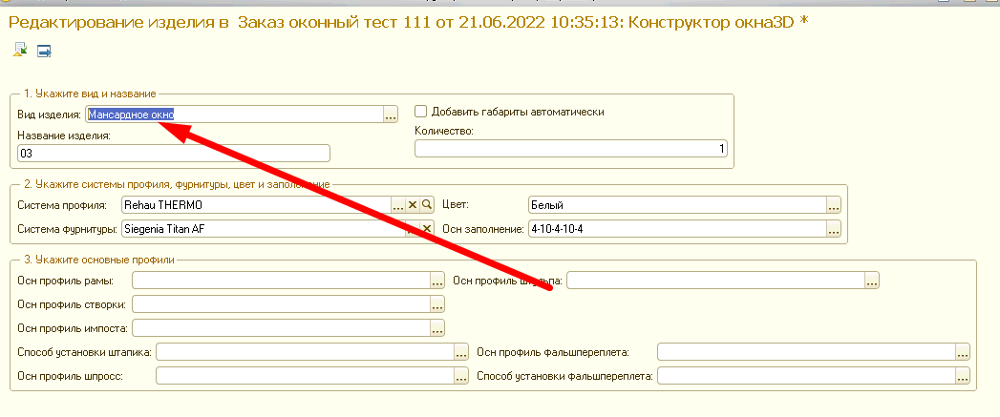 Редактирование изделия в Заказ оконный тест 111 от 21.06.2022 10:35:13: Конструктор окна3D *
1. Укажите вид и название
Вид изделия: Мансардное окно ... Добавить габариты автоматически
Название изделия: Количество:
03 1
2. Укажите системы профиля, фурнитуры, цвет и заполнение
Система профиля: Rehau THERMO ... Цвет: Белый ...
Система фурнитуры: Siegenia Titan AF Осн заполнение: 4-10-4-10-4 ...
3. Укажите основные профили
Осн профиль рамы: ... Осн профиль штульпа: ...
Осн профиль створки: ...
Осн профиль импоста: ...
Способ установки штапика: ... Осн профиль фальшпереплета: ...
Осн профиль шпросс: ... Способ установки фальшпереплета: ...